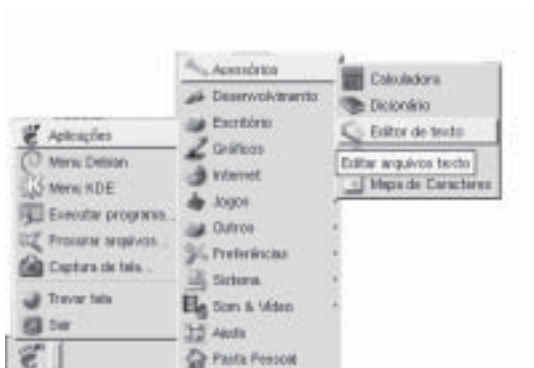 Aplicações
Menu Debian
Menu KDE
Executar programa...
Procurar arquivos...
Captura de tela...
Travar tela
Sair
Acessórios
Desenvolvimento
Escritório
Gráficos
Internet
Jogos
Outros
Preferências
Sistema
Som & Vídeo
Ajuda
Pasta Pessoal
Calculadora
Dicionário
Editor de texto
Editar arquivos texto
Mapa de Caracteres